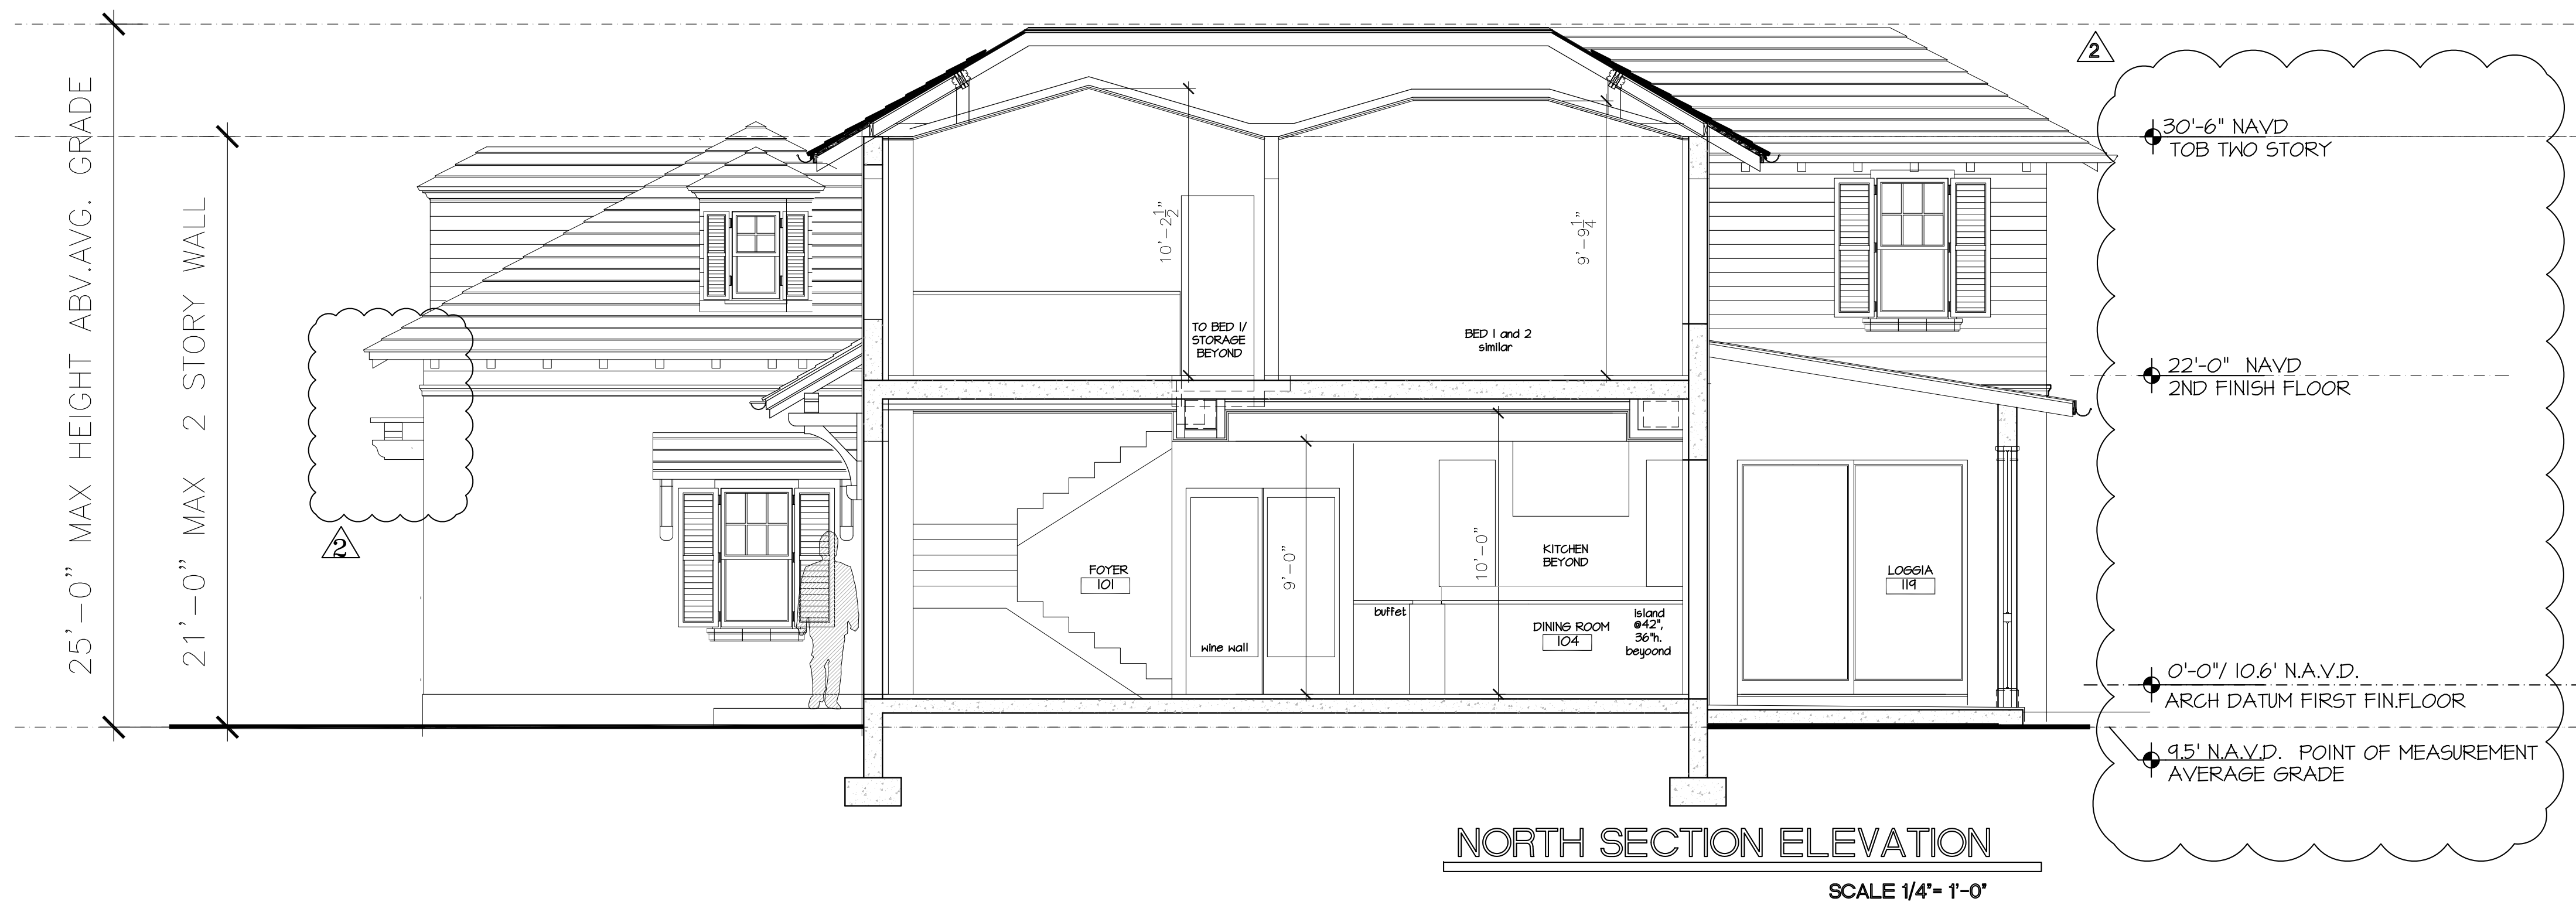 25'-0" MAX HEIGHT ABV.AVG. GRADE
21'-0" MAX 2 STORY WALL
2
10'-2 1/2"
TO BED 1/
STORAGE
BEYOND
BED 1 and 2
similar
9'-9 1/4"
FOYER
101
wine wall
9'-0"
buffet
10'-0"
KITCHEN
BEYOND
DINING ROOM
104
island
@42",
36"h.
beyoond
LOGGIA
119
2
30'-6" NAVD
TOB TWO STORY
22'-0" NAVD
2ND FINISH FLOOR
0'-0"/ 10.6' N.A.V.D.
ARCH DATUM FIRST FIN.FLOOR
9.5' N.A.V.D. POINT OF MEASUREMENT
AVERAGE GRADE
NORTH SECTION ELEVATION
SCALE 1/4"= 1'-0"